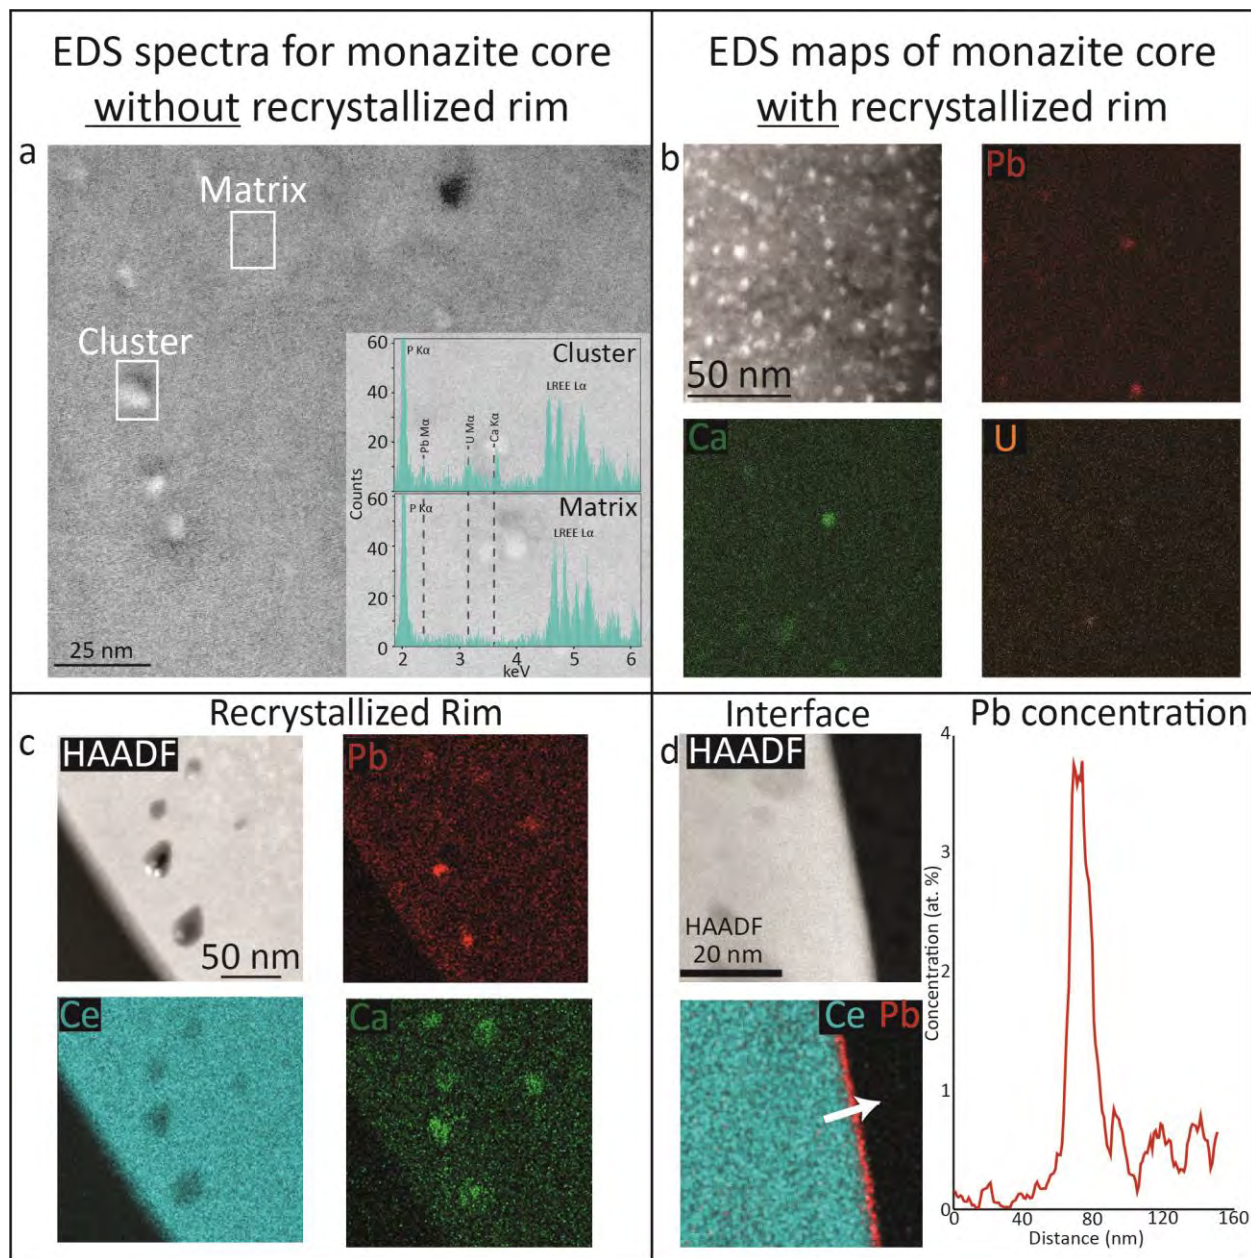 EDS spectra for monazite core
without recrystallized rim
a
Matrix
Cluster
25 nm
60
40
20
Cluster
P Kα
Pb Mα
U Mα
Ca Kα
LREE Lα
Counts
60
40
20
0
Matrix
P Kα
LREE Lα
2
3
4
5
6
keV
EDS maps of monazite core
with recrystallized rim
b
50 nm
Pb
Ca
U
Recrystallized Rim
c
HAADF
50 nm
Pb
Ce
Ca
Interface
d
HAADF
HAADF
20 nm
Ce Pb
Pb concentration
Concentration (at. %)
4
3
2
1
0
0
40
80
120
160
Distance (nm)